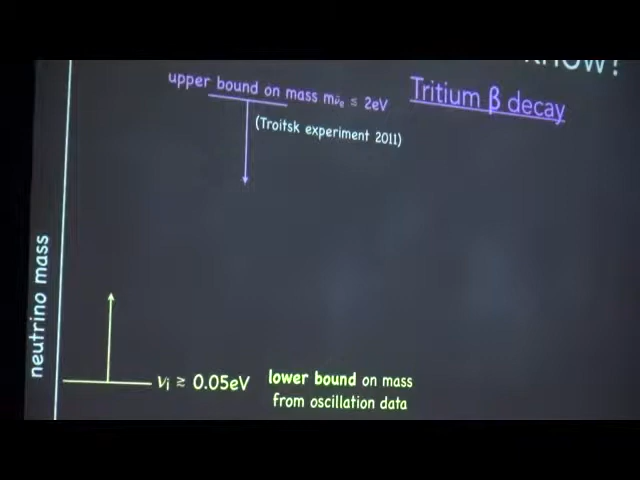 know?
upper bound on mass mν̄e ≤ 2eV
Tritium β decay
(Troitsk experiment 2011)
neutrino mass
νi ≳ 0.05eV
lower bound on mass
from oscillation data